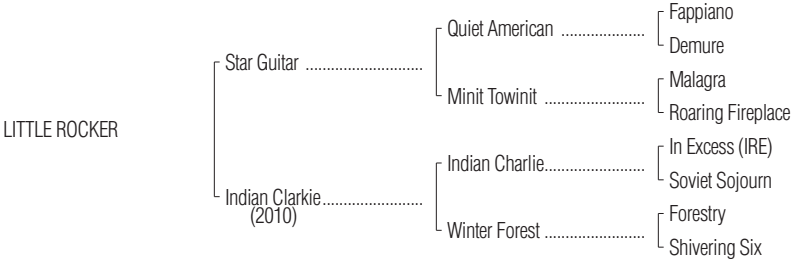 Fappiano
Quiet American ....................
Demure
Star Guitar ...........................
Malagra
Minit Towinit ........................
Roaring Fireplace
LITTLE ROCKER
In Excess (IRE)
Indian Charlie........................
Soviet Sojourn
Indian Clarkie........................
(2010)
Forestry
Winter Forest ........................
Shivering Six